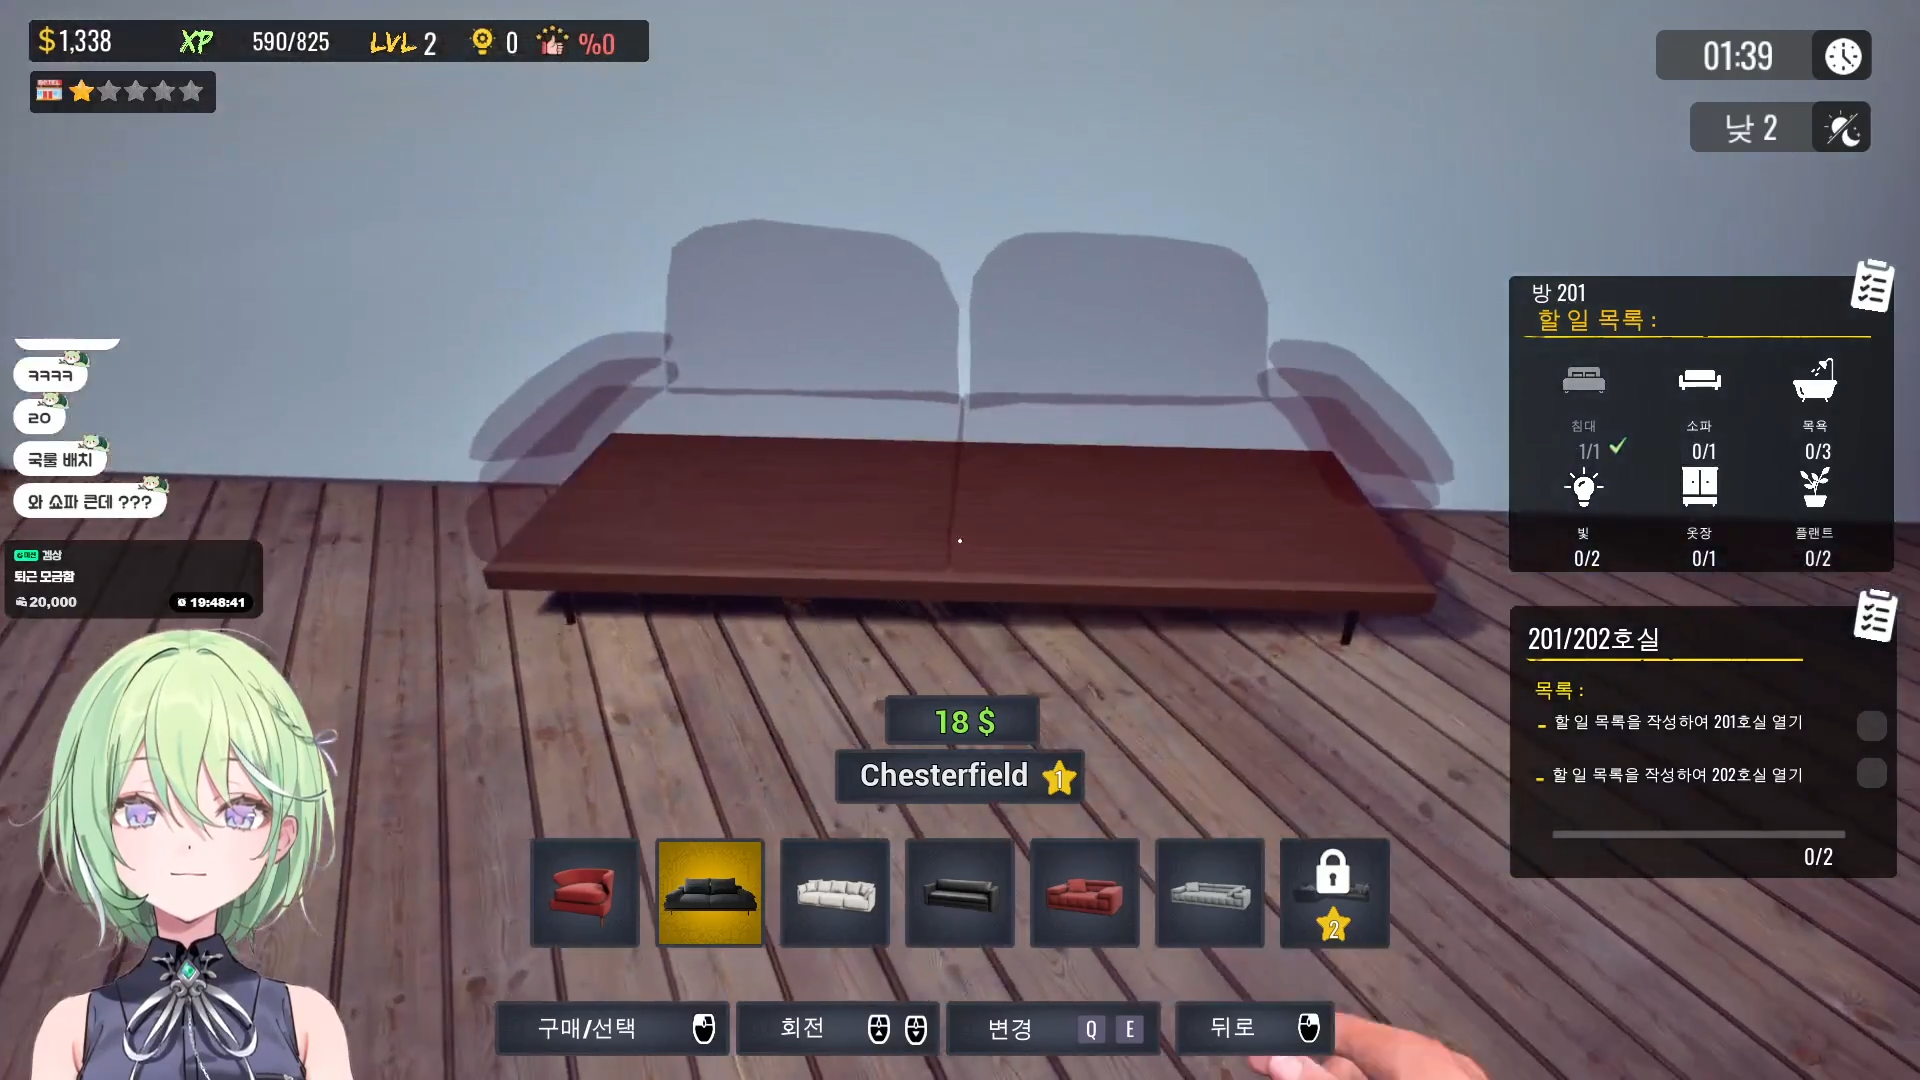 $ 1,338 XP 590/825 LVL 2 0 %0
HOTEL
01:39
낮 2
방 201
할 일 목록 :
침대 소파 목욕
1/1 0/1 0/3
빛 옷장 플랜트
0/2 0/1 0/2
ㅋㅋㅋㅋ
ㄹㅇ
국룰 배치
와 쇼파 큰데 ???
미션 겜상
퇴근 모금함
20,000 19:48:41
201/202호실
목록 :
- 할 일 목록을 작성하여 201호실 열기
- 할 일 목록을 작성하여 202호실 열기
0/2
18 $
Chesterfield 1
2
구매/선택 회전 변경 Q E 뒤로